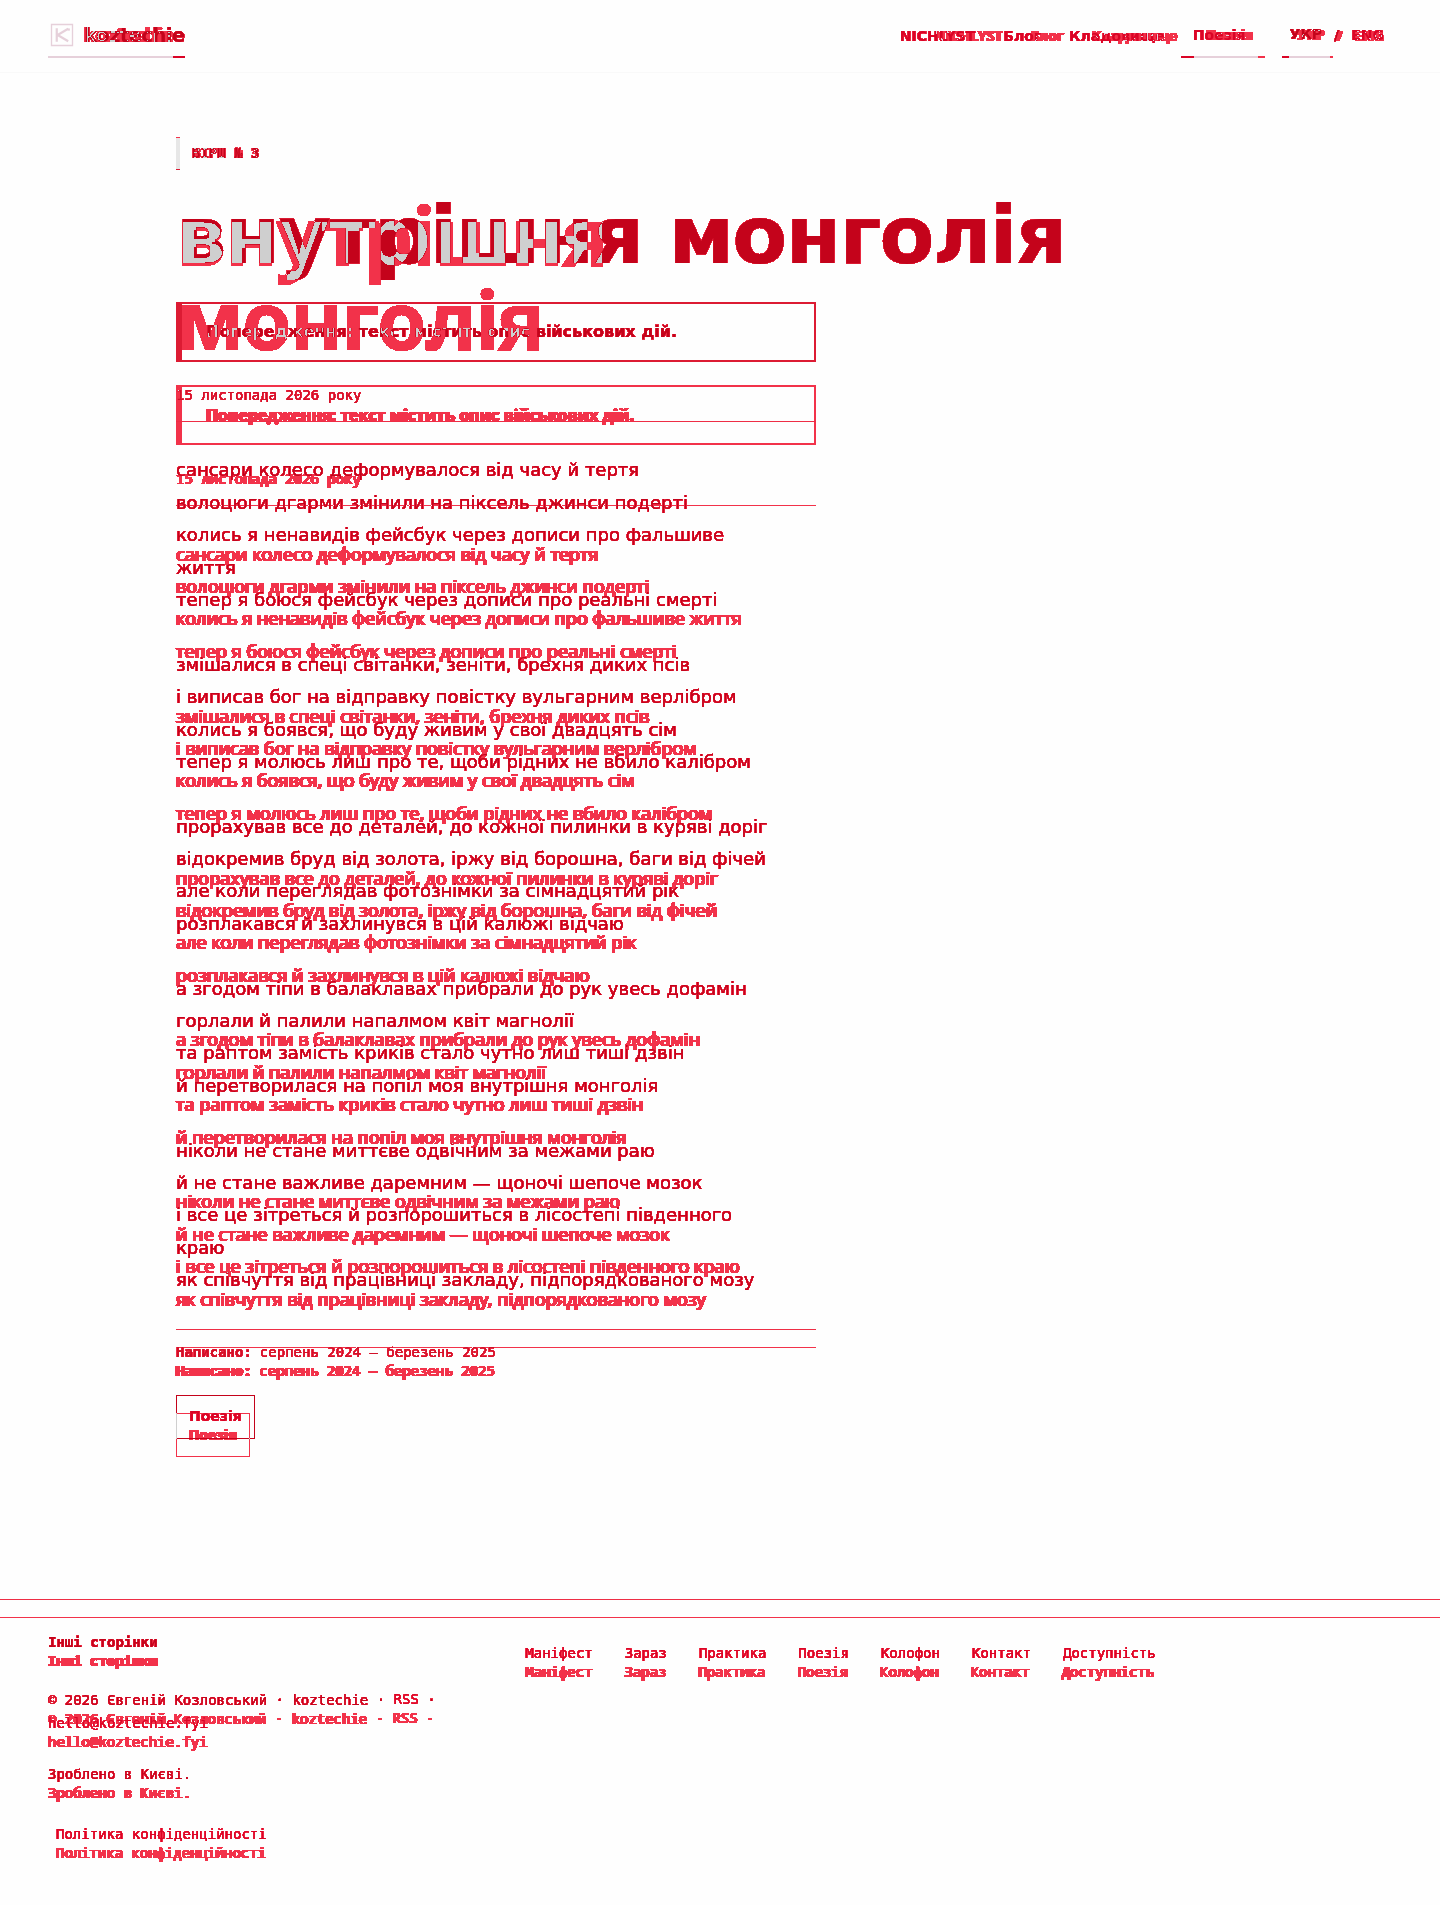 koztechie
NICHLYST Блог Кладовище Поезія УКР / ENG
№ 3
внутрішня монголія
Попередження: текст містить опис військових дій.
15 листопада 2026 року
сансари колесо деформувалося від часу й тертя
волоцюги дгарми змінили на піксель джинси подерті
колись я ненавидів фейсбук через дописи про фальшиве
життя
тепер я боюся фейсбук через дописи про реальні смерті
змішалися в спеці світанки, зеніти, брехня диких псів
і виписав бог на відправку повістку вульгарним верлібром
колись я боявся, що буду живим у свої двадцять сім
тепер я молюсь лиш про те, щоби рідних не вбило калібром
прорахував все до деталей, до кожної пилинки в куряві доріг
відокремив бруд від золота, іржу від борошна, баги від фічей
але коли переглядав фотознімки за сімнадцятий рік
розплакався й захлинувся в цій калюжі відчаю
а згодом тіпи в балаклавах прибрали до рук увесь дофамін
горлали й палили напалмом квіт магнолії
та раптом замість криків стало чутно лиш тиші дзвін
й перетворилася на попіл моя внутрішня монголія
ніколи не стане миттєве одвічним за межами раю
й не стане важливе даремним — щоночі шепоче мозок
і все це зітреться й розпорошиться в лісостепі південного
краю
як співчуття від працівниці закладу, підпорядкованого мозу
Написано: серпень 2024 — березень 2025
Поезія
Інші сторінки
Маніфест Зараз Практика Поезія Колофон Контакт Доступність
© 2026 Євгеній Козловський · koztechie · RSS ·
hello@koztechie.fyi
Зроблено в Києві.
Політика конфіденційності